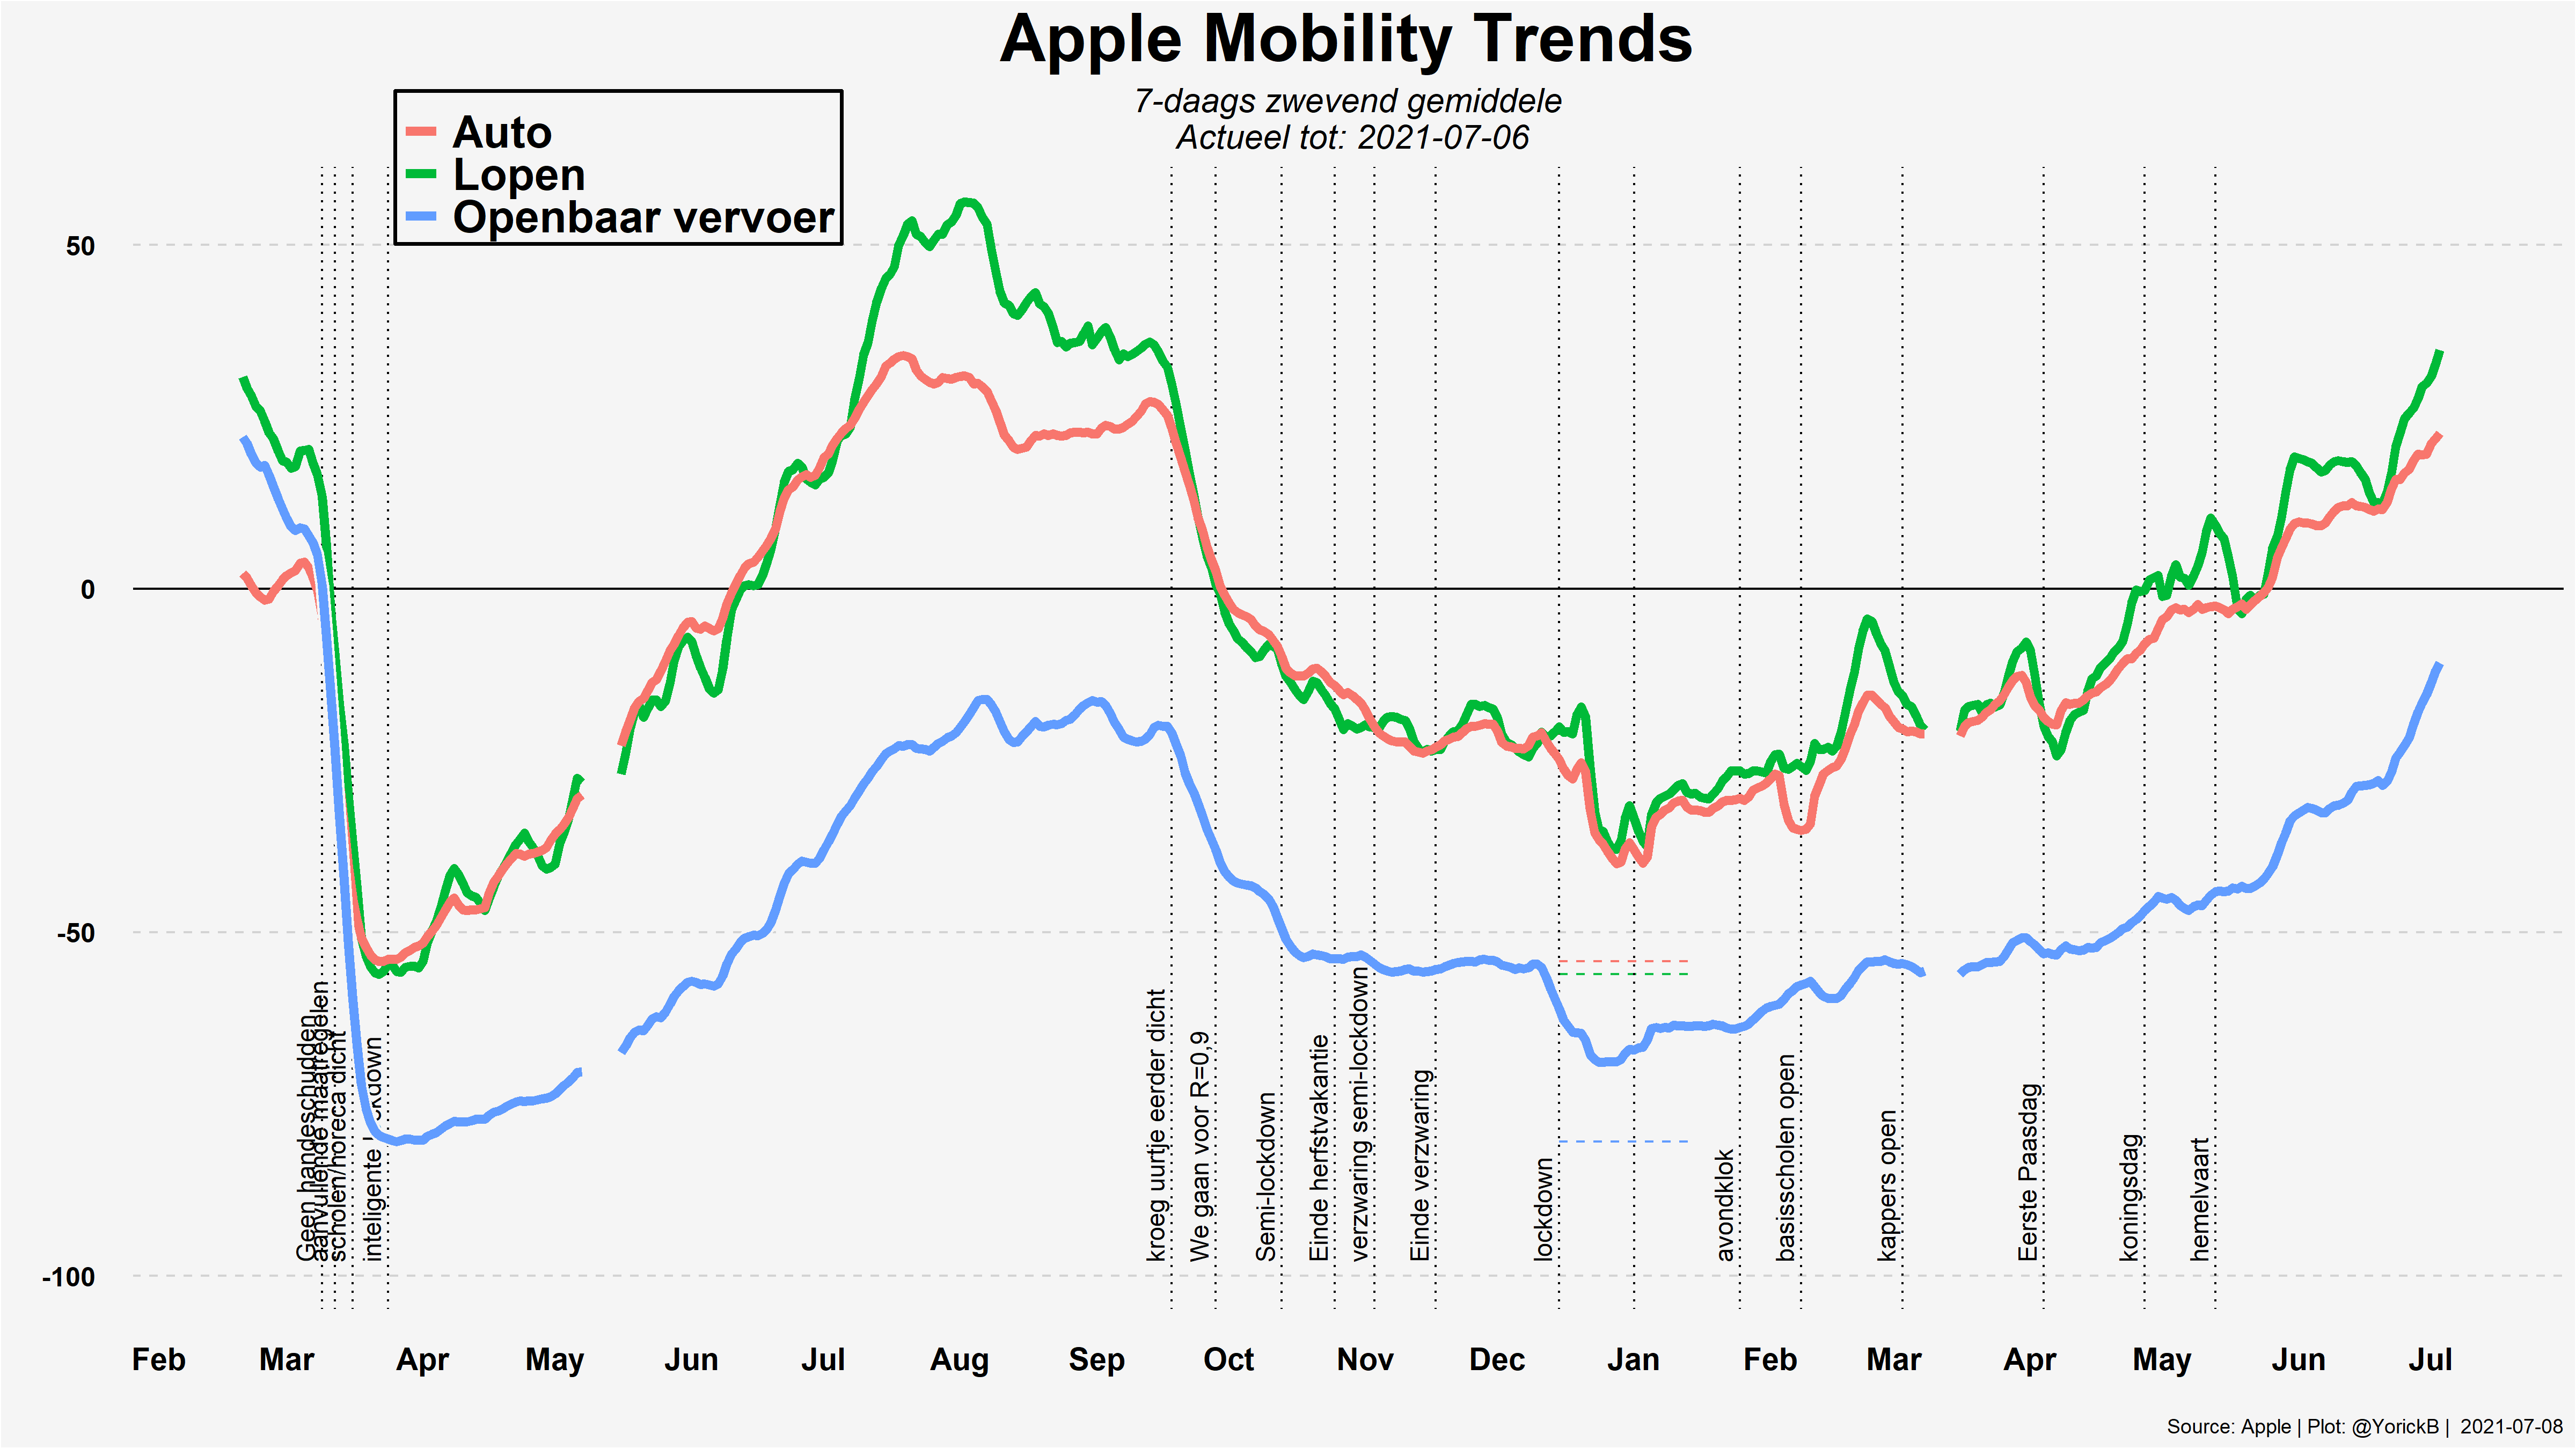 Apple Mobility Trends
7-daags zwevend gemiddele
Actueel tot: 2021-07-06
Auto
Lopen
Openbaar vervoer
50
0
-50
-100
Geen handeschudden
aanvullende maatregelen
scholen/horeca dicht
inteligente
kroeg uurtje eerder dicht
We gaan voor R=0,9
Semi-lockdown
Einde herfstvakantie
verzwaring semi-lockdown
Einde verzwaring
lockdown
avondklok
basisscholen open
kappers open
Eerste Paasdag
koningsdag
hemelvaart
Feb Mar Apr May Jun Jul Aug Sep Oct Nov Dec Jan Feb Mar Apr May Jun Jul
Source: Apple | Plot: @YorickB | 2021-07-08